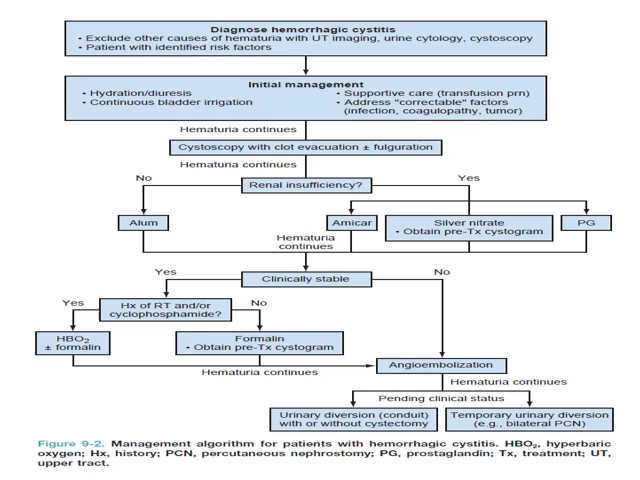 Diagnose hemorrhagic cystitis
• Exclude other causes of hematuria with UT imaging, urine cytology, cystoscopy
• Patient with identified risk factors
Initial management
• Hydration/diuresis
• Continuous bladder irrigation
• Supportive care (transfusion prn)
• Address "correctable" factors
(infection, coagulopathy, tumor)
Hematuria continues
Cystoscopy with clot evacuation ± fulguration
Hematuria continues
No
Renal insufficiency?
Yes
Alum
Amicar
Silver nitrate
• Obtain pre-Tx cystogram
PG
Hematuria
continues
Yes
Clinically stable
No
Yes
Hx of RT and/or
cyclophosphamide?
No
HBO₂
± formalin
Formalin
• Obtain pre-Tx cystogram
Hematuria continues
Angioembolization
Hematuria continues
Pending clinical status
Urinary diversion (conduit)
with or without cystectomy
Temporary urinary diversion
(e.g., bilateral PCN)
Figure 9-2. Management algorithm for patients with hemorrhagic cystitis. HBO₂, hyperbaric
oxygen; Hx, history; PCN, percutaneous nephrostomy; PG, prostaglandin; Tx, treatment; UT,
upper tract.